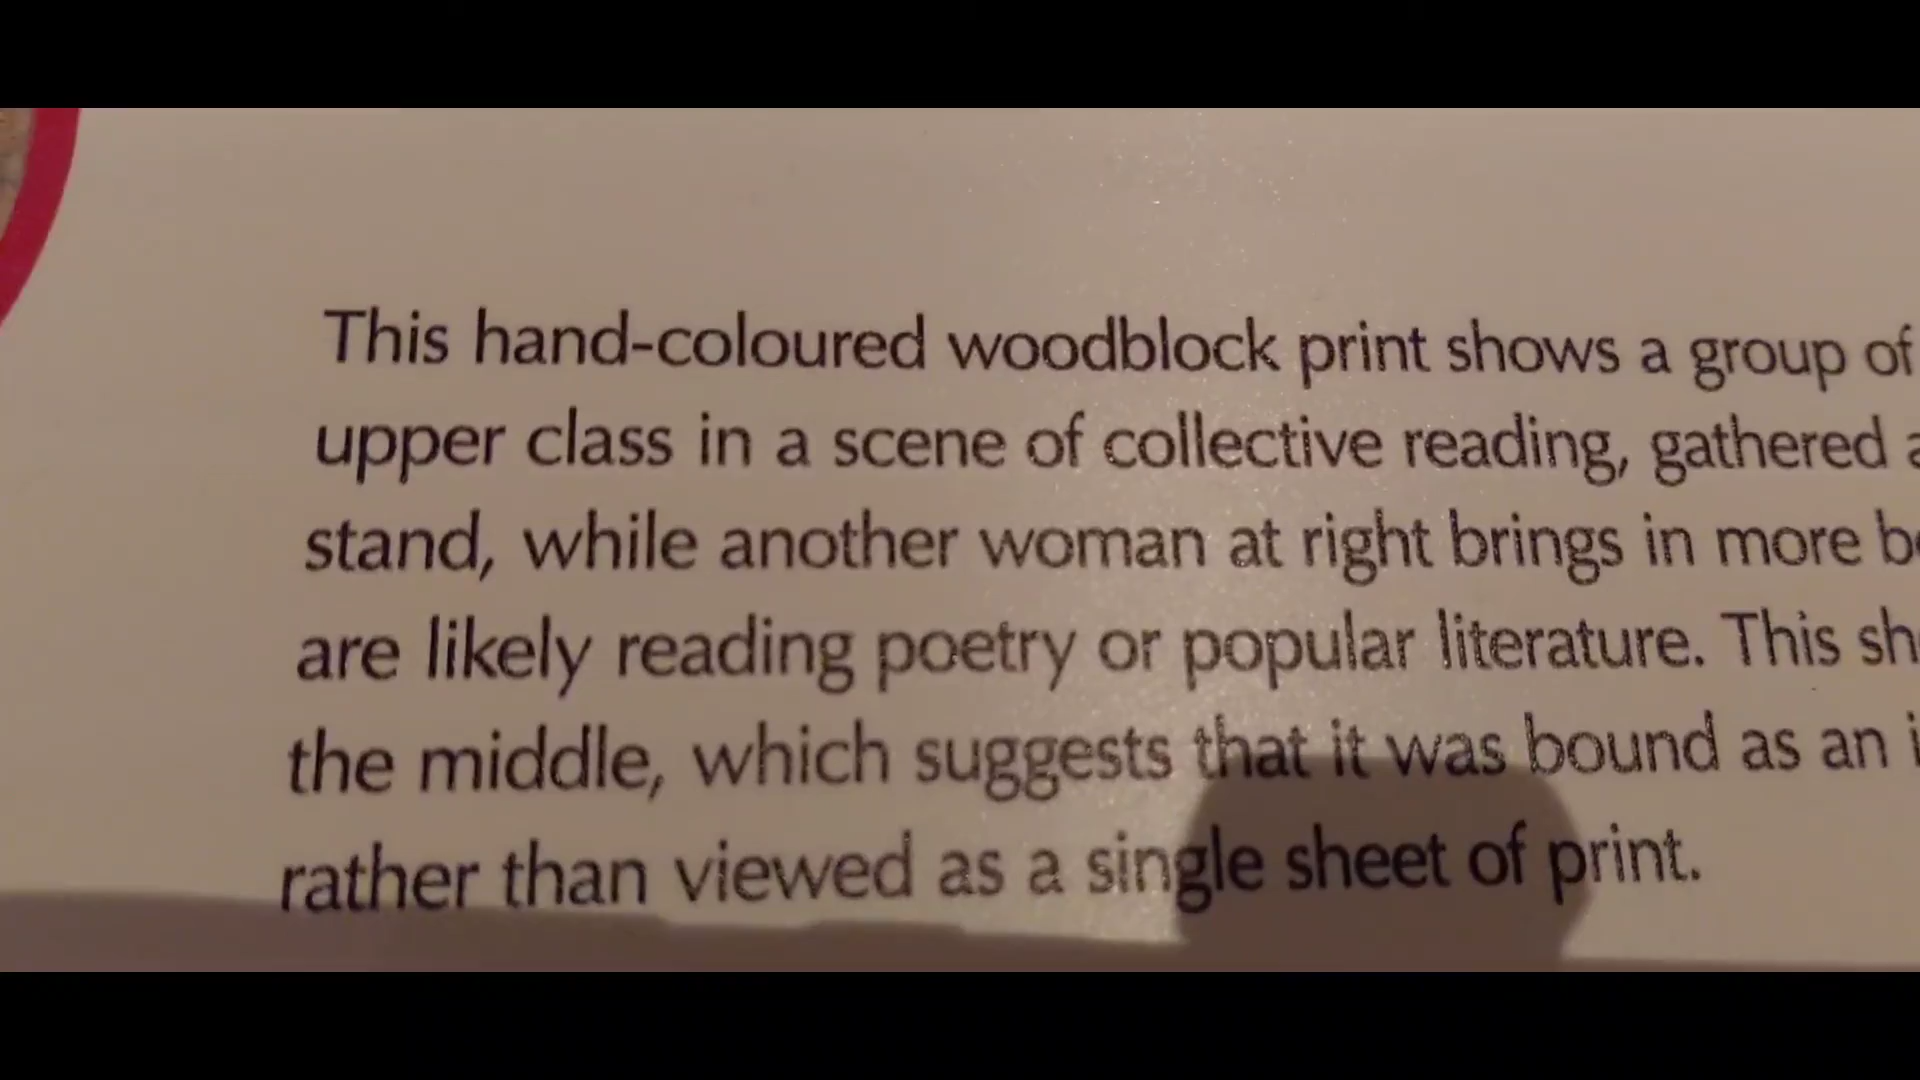 This hand-coloured woodblock print shows a group of
upper class in a scene of collective reading, gathered
stand, while another woman at right brings in more
are likely reading poetry or popular literature. This
the middle, which suggests that it was bound as an
rather than viewed as a single sheet of print.